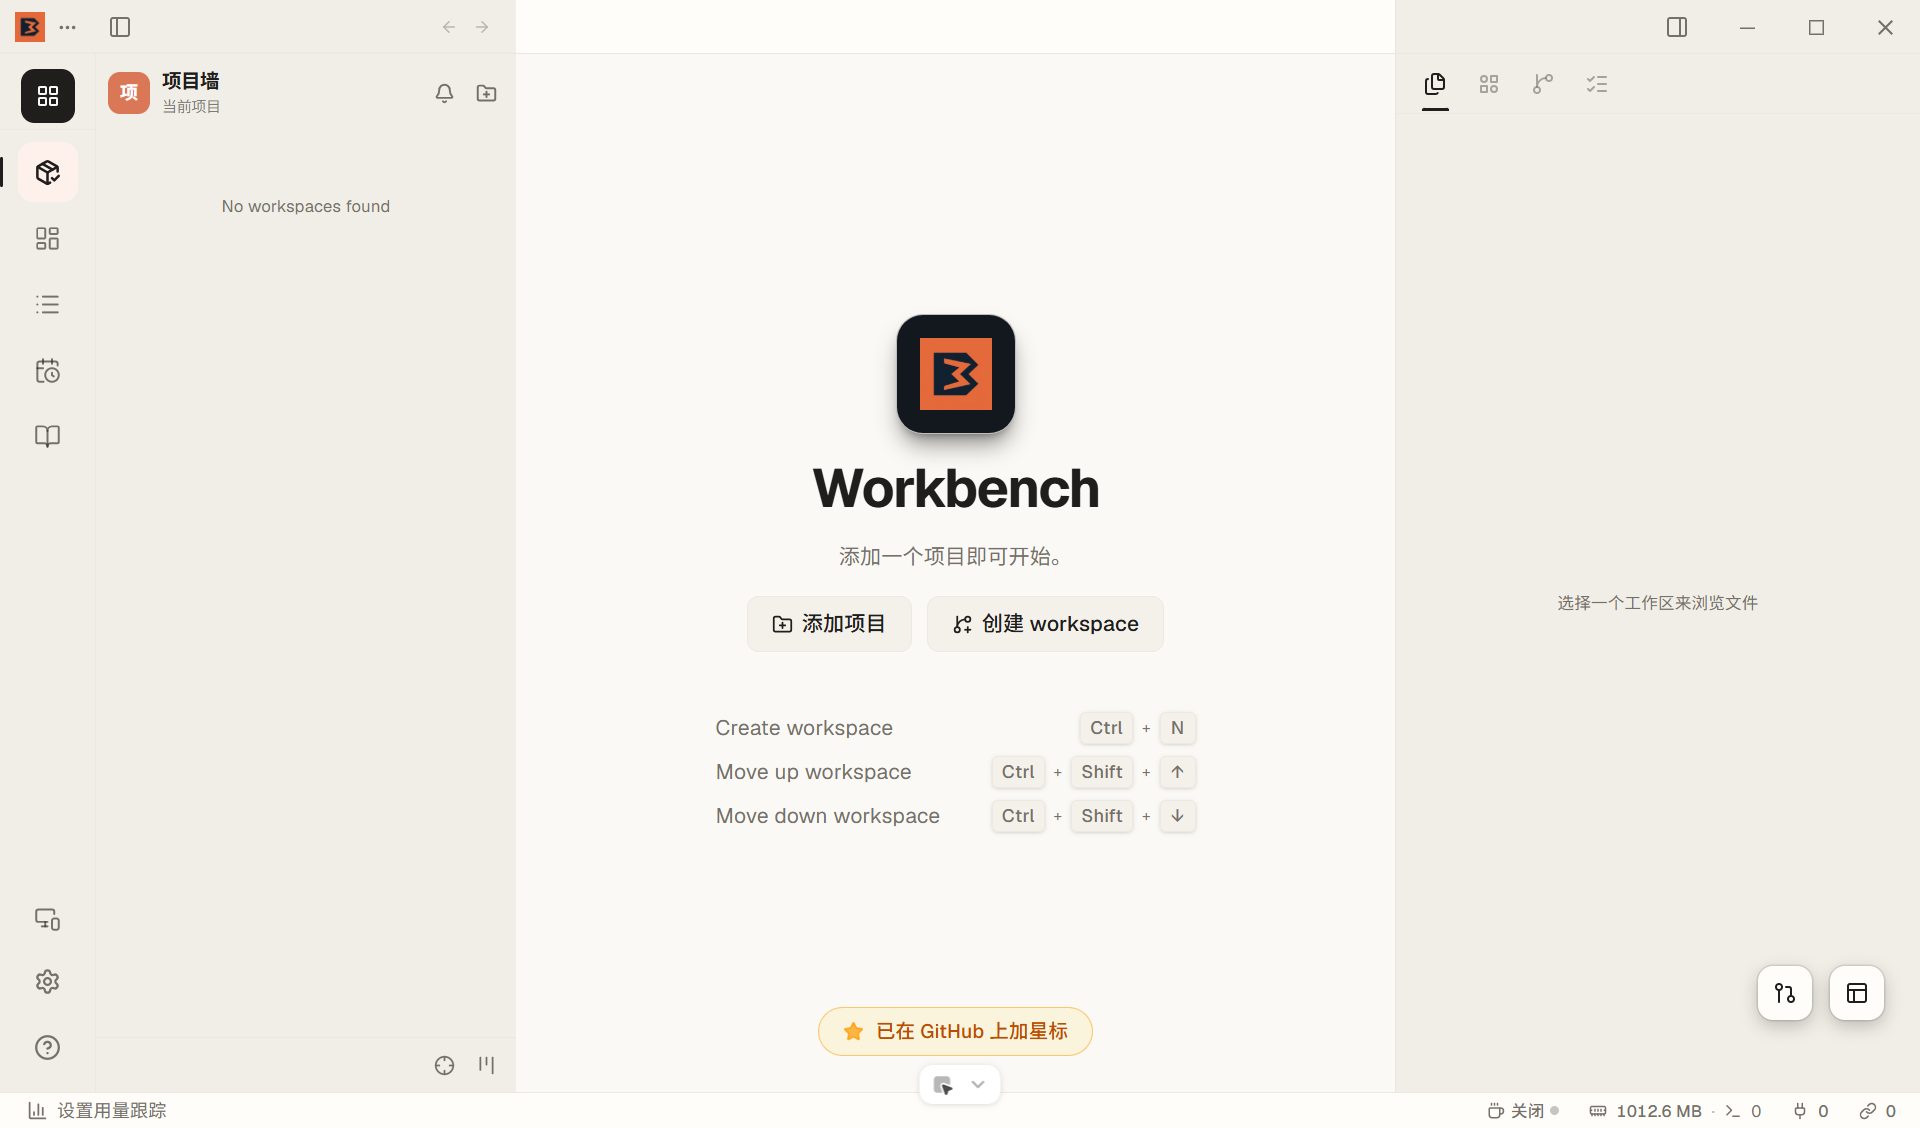 项
项目墙
当前项目
No workspaces found
Workbench
添加一个项目即可开始。
添加项目
创建 workspace
Create workspace
Ctrl + N
Move up workspace
Ctrl + Shift + ↑
Move down workspace
Ctrl + Shift + ↓
已在 GitHub 上加星标
选择一个工作区来浏览文件
设置用量跟踪
关闭
1012.6 MB · 0
0
0